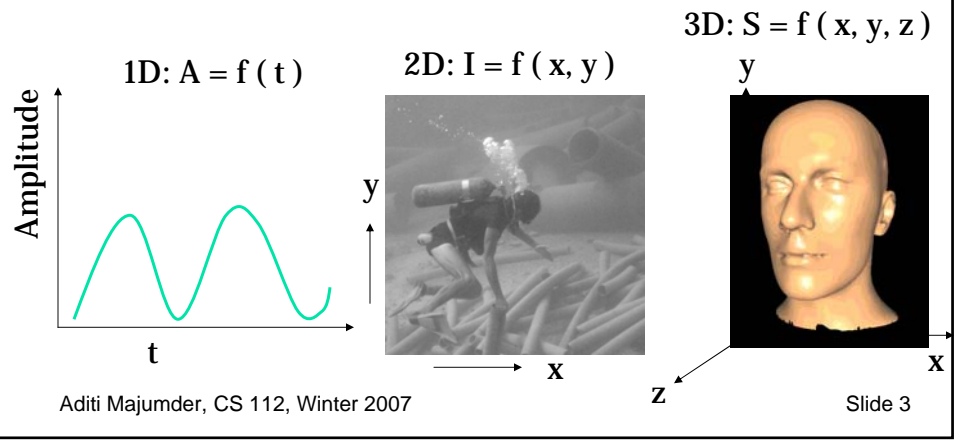 3D: S = f ( x, y, z )
1D: A = f ( t )
2D: I = f ( x, y )
y
Amplitude
y
t
x
x
z
Aditi Majumder, CS 112, Winter 2007
Slide 3